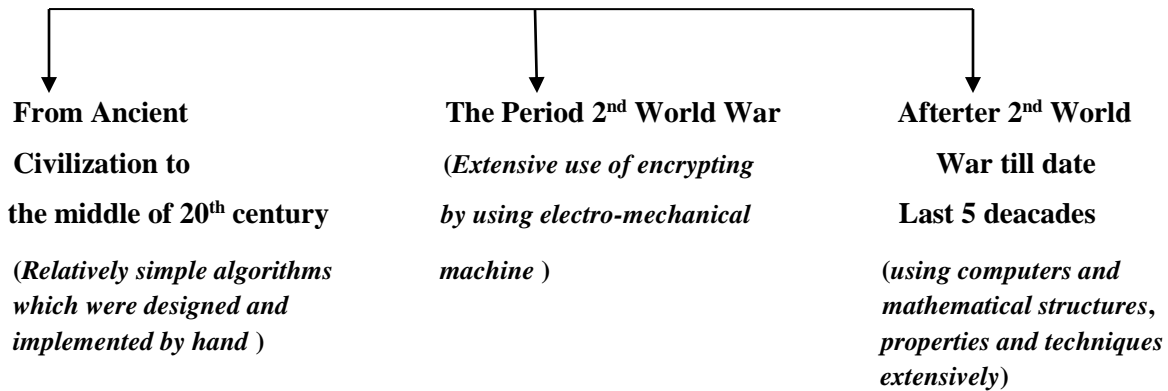 From Ancient
Civilization to
the middle of 20th century
(Relatively simple algorithms
which were designed and
implemented by hand )
The Period 2nd World War
(Extensive use of encrypting
by using electro-mechanical
machine )
Afterter 2nd World
War till date
Last 5 deacades
(using computers and
mathematical structures,
properties and techniques
extensively)